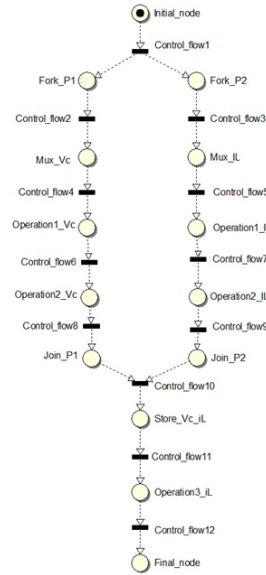 Initial_node
Control_flow1
Fork_P1 Fork_P2
Control_flow2 Control_flow3
Mux_Vc Mux_IL
Control_flow4 Control_flow5
Operation1_Vc Operation1_I
Control_flow6 Control_flow7
Operation2_Vc Operation2_IL
Control_flow8 Control_flow9
Join_P1 Join_P2
Control_flow10
Store_Vc_iL
Control_flow11
Operation3_iL
Control_flow12
Final_node